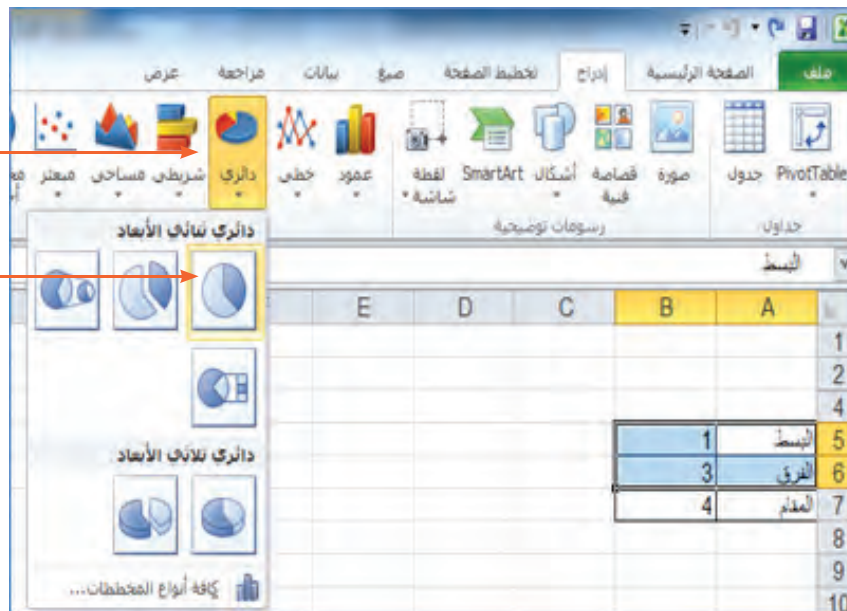 ملف الصفحة الرئيسية إدراج تخطيط الصفحة صيغ بيانات مراجعة عرض
PivotTable جدول صورة قصاصة فنية أشكال SmartArt لقطة شاشة عمود خطي دائري شريطي مساحي مبعثر
جداول رسومات توضيحية
دائري ثنائي الأبعاد
البسط
A B C D E
1
2
4
5 البسط 1
6 الفرق 3
7 المقام 4
8
9
10
دائري ثلاثي الأبعاد
كافة أنواع المخططات...